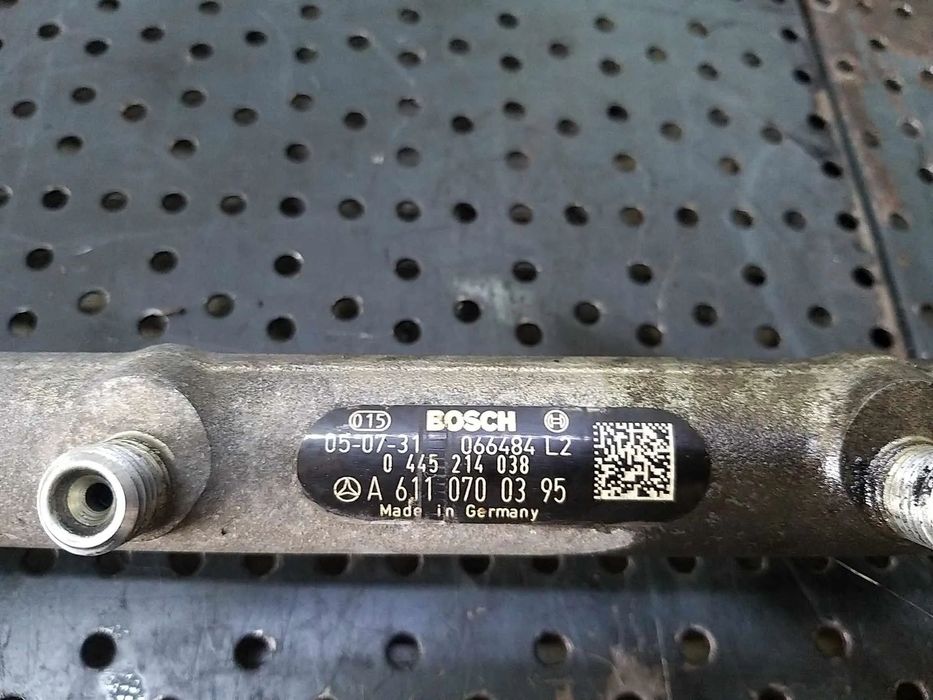 015 BOSCH
05-07-31 066484 L2
0 445 214 038
A 611 070 03 95
Made in Germany